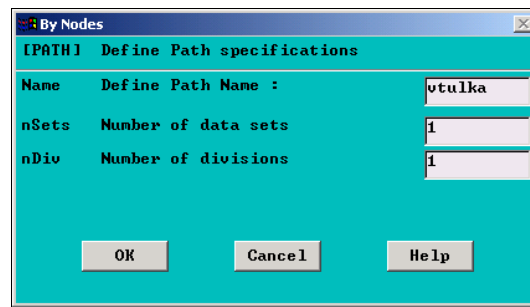 By Nodes
[PATH] Define Path specifications
Name Define Path Name : vtulka
nSets Number of data sets 1
nDiv Number of divisions 1
OK Cancel Help